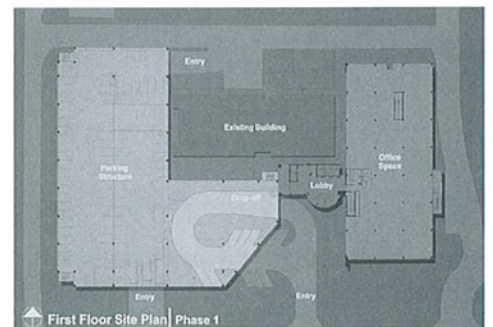 Entry
Existing Building
Parking
Structure
Office
Space
Lobby
Drop-off
Entry
Entry
First Floor Site Plan | Phase 1